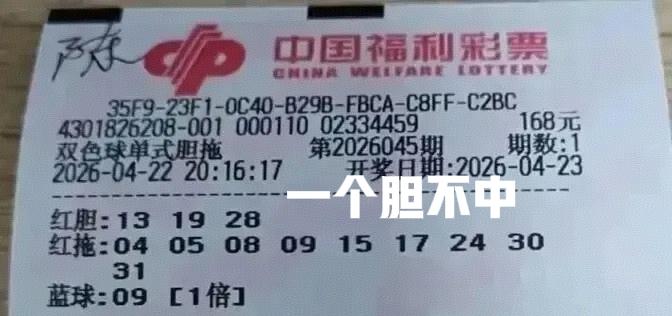 陈
中国福利彩票
CHINA WELFARE LOTTERY
35F9-23F1-0C40-B29B-FBCA-C8FF-C2BC
4301826208-001 000110 02334459 168元
双色球单式胆拖 第2026045期 期数:1
2026-04-22 20:16:17 开奖日期:2026-04-23
一个胆不中
红胆:13 19 28
红拖:04 05 08 09 15 17 24 30
31
蓝球:09 [1倍]